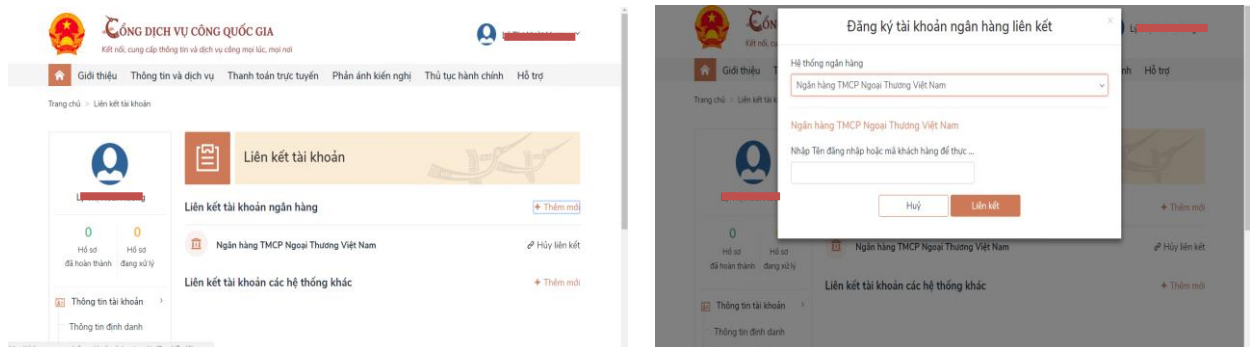 CỔNG DỊCH VỤ CÔNG QUỐC GIA
Kết nối, cung cấp thông tin và dịch vụ công mọi lúc, mọi nơi
Giới thiệu Thông tin và dịch vụ Thanh toán trực tuyến Phản ánh kiến nghị Thủ tục hành chính Hỗ trợ
Trang chủ > Liên kết tài khoản
Liên kết tài khoản
Liên kết tài khoản ngân hàng + Thêm mới
0 0
Hồ sơ Hồ sơ
đã hoàn thành đang xử lý
Ngân hàng TMCP Ngoại Thương Việt Nam Hủy liên kết
Liên kết tài khoản các hệ thống khác + Thêm mới
Thông tin tài khoản >
Thông tin định danh
Đăng ký tài khoản ngân hàng liên kết ×
Hệ thống ngân hàng
Ngân hàng TMCP Ngoại Thương Việt Nam
Ngân hàng TMCP Ngoại Thương Việt Nam
Nhập Tên đăng nhập hoặc mã khách hàng để thực ...
Huỷ Liên kết
CỔN
Kết nối, cu
Giới thiệu Hỗ trợ
Trang chủ > Liên kết tài k
+ Thêm mới
0
Hồ sơ Hồ sơ
đã hoàn thành đang xử lý
Ngân hàng TMCP Ngoại Thương Việt Nam Hủy liên kết
Liên kết tài khoản các hệ thống khác + Thêm mới
Thông tin tài khoản >
Thông tin định danh